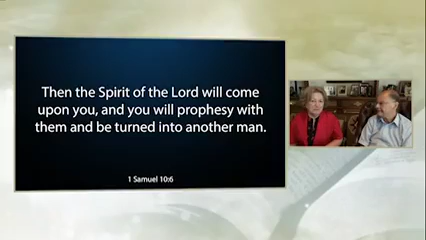 Then the Spirit of the Lord will come
upon you, and you will prophesy with
them and be turned into another man.
1 Samuel 10:6